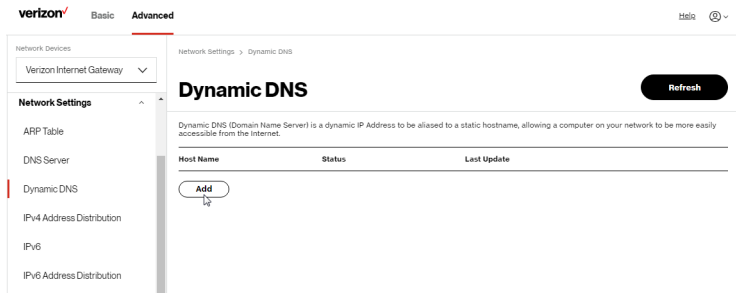 verizon
Basic
Advanced
Help
Network Devices
Verizon Internet Gateway
Network Settings
ARP Table
DNS Server
Dynamic DNS
IPv4 Address Distribution
IPv6
IPv6 Address Distribution
Network Settings > Dynamic DNS
Dynamic DNS
Refresh
Dynamic DNS (Domain Name Server) is a dynamic IP Address to be aliased to a static hostname, allowing a computer on your network to be more easily
accessible from the Internet.
Host Name Status Last Update
Add